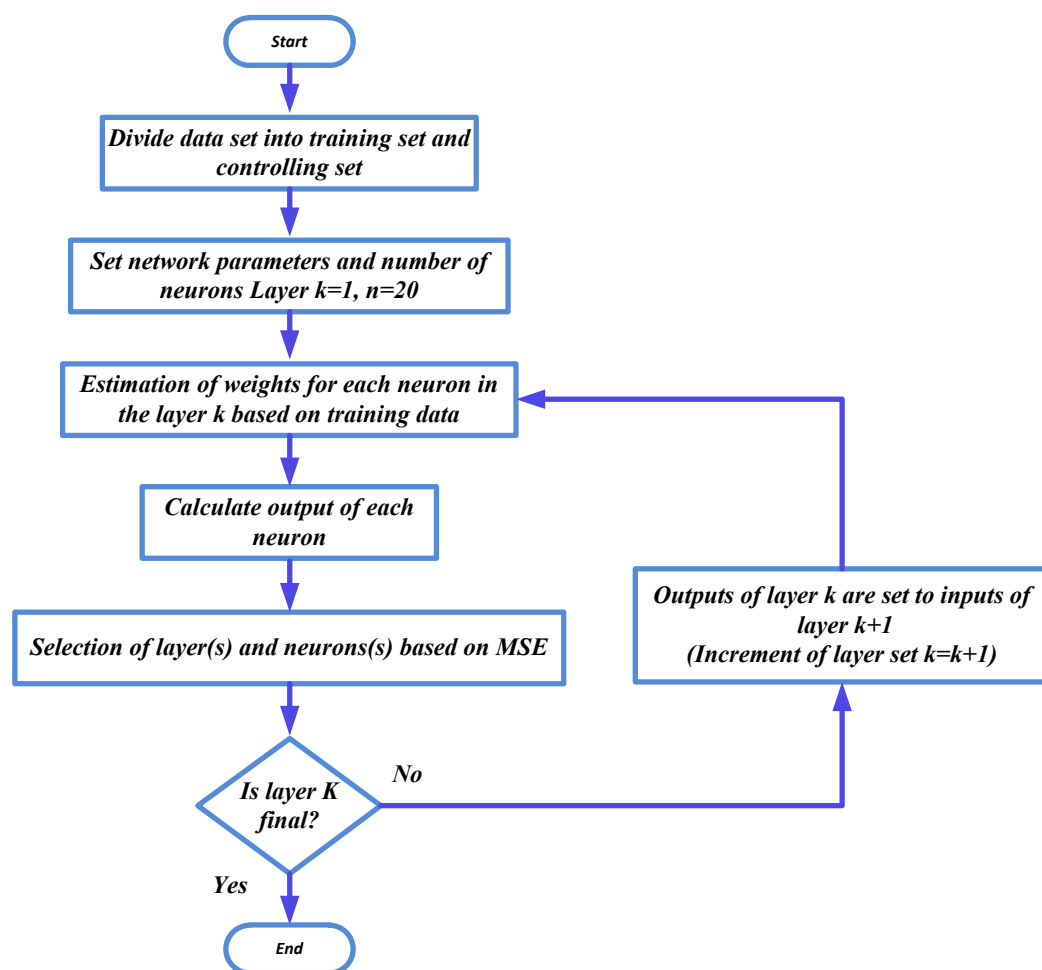 Start
Divide data set into training set and
controlling set
Set network parameters and number of
neurons Layer k=1, n=20
Estimation of weights for each neuron in
the layer k based on training data
Calculate output of each
neuron
Selection of layer(s) and neurons(s) based on MSE
Is layer K
final?
No
Outputs of layer k are set to inputs of
layer k+1
(Increment of layer set k=k+1)
Yes
End